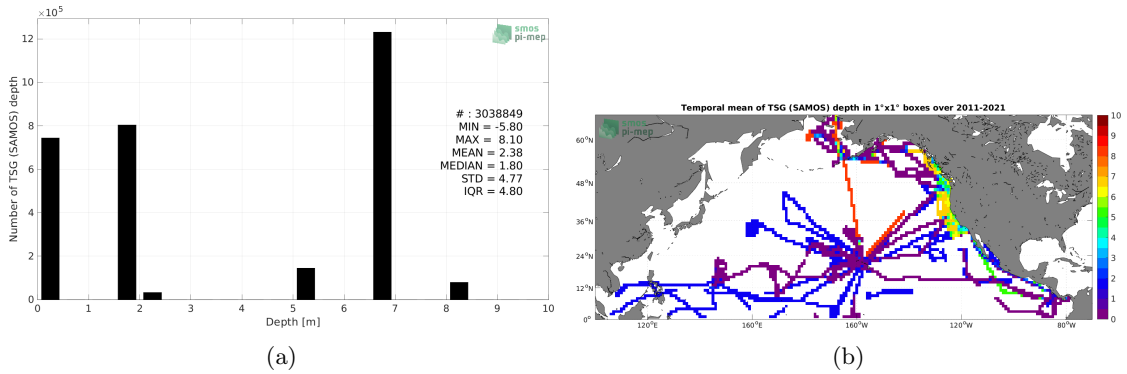 ×10⁵
12
10
8
6
4
2
0
0 1 2 3 4 5 6 7 8 9 10
Number of TSG (SAMOS) depth
Depth [m]
smos
pi-mep
# : 3038849
MIN = -5.80
MAX = 8.10
MEAN = 2.38
MEDIAN = 1.80
STD = 4.77
IQR = 4.80
(a)
Temporal mean of TSG (SAMOS) depth in 1°x1° boxes over 2011-2021
smos
pi-mep
60°N
48°N
36°N
24°N
12°N
0°
120°E 160°E 160°W 120°W 80°W
10
9
8
7
6
5
4
3
2
1
0
(b)